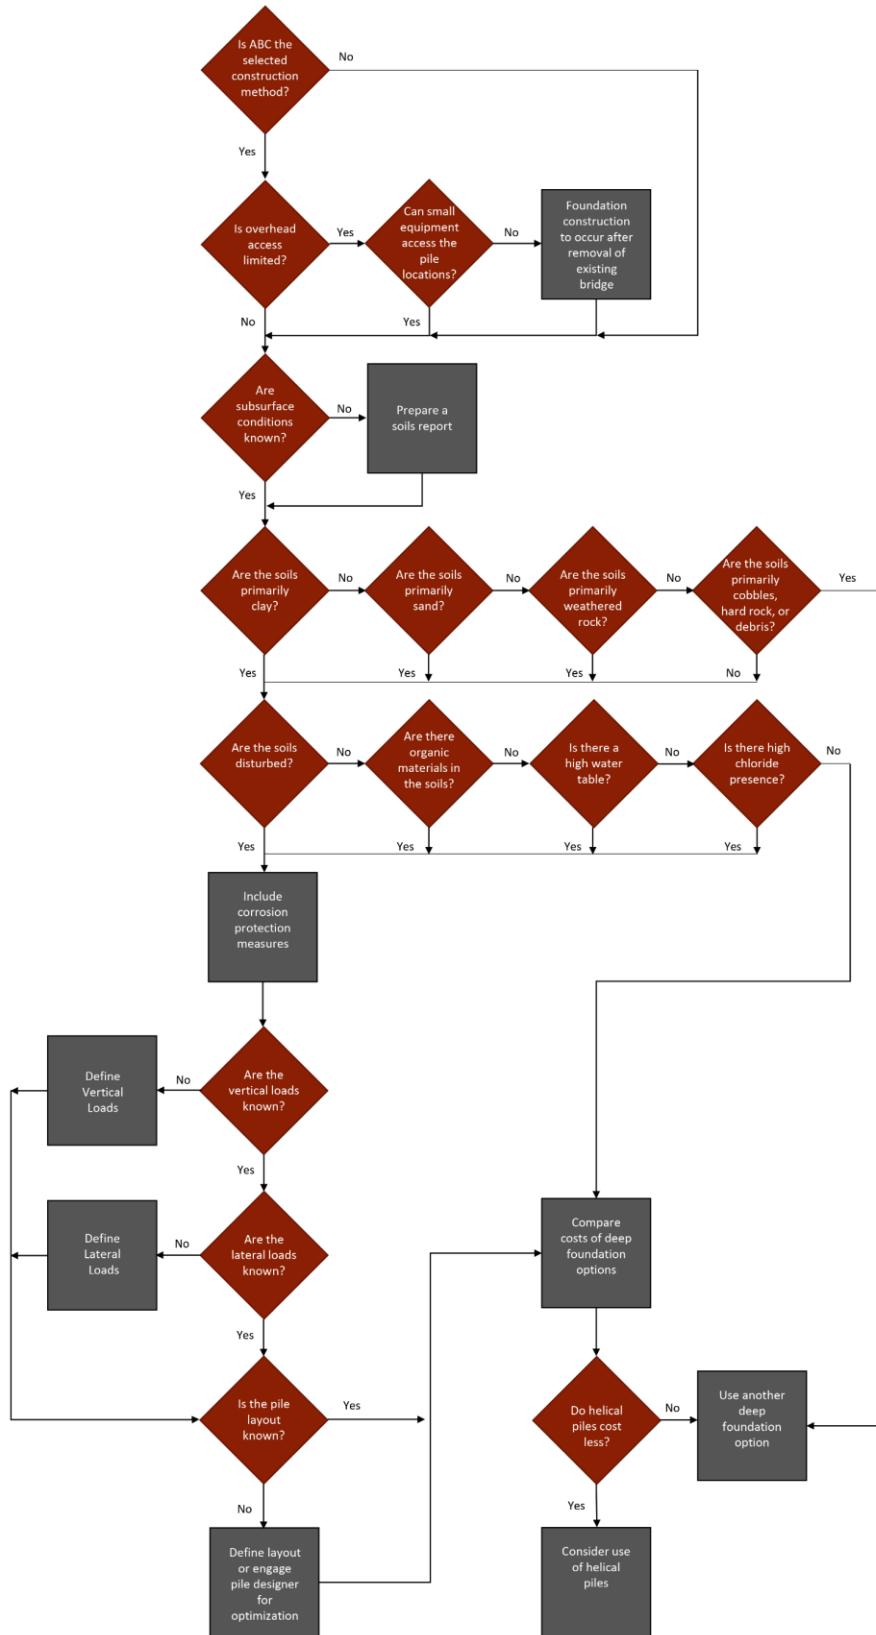 Is ABC the
selected
construction
method?
No
Yes
Is overhead
access
limited?
Yes
Can small
equipment
access the
pile
locations?
No
Foundation
construction
to occur after
removal of
existing
bridge
No
Yes
Are
subsurface
conditions
known?
No
Prepare a
soils report
Yes
Are the soils
primarily
clay?
No
Are the soils
primarily
sand?
No
Are the soils
primarily
weathered
rock?
No
Are the soils
primarily
cobbles,
hard rock, or
debris?
Yes
Yes
Yes
Yes
No
Are the soils
disturbed?
No
Are there
organic
materials in
the soils?
No
Is there a
high water
table?
No
Is there high
chloride
presence?
No
Yes
Yes
Yes
Yes
Include
corrosion
protection
measures
Define
Vertical
Loads
No
Are the
vertical loads
known?
Yes
Define
Lateral
Loads
No
Are the
lateral loads
known?
Compare
costs of deep
foundation
options
Yes
Is the pile
layout
known?
Yes
Do helical
piles cost
less?
No
Use another
deep
foundation
option
No
Yes
Define layout
or engage
pile designer
for
optimization
Consider use
of helical
piles